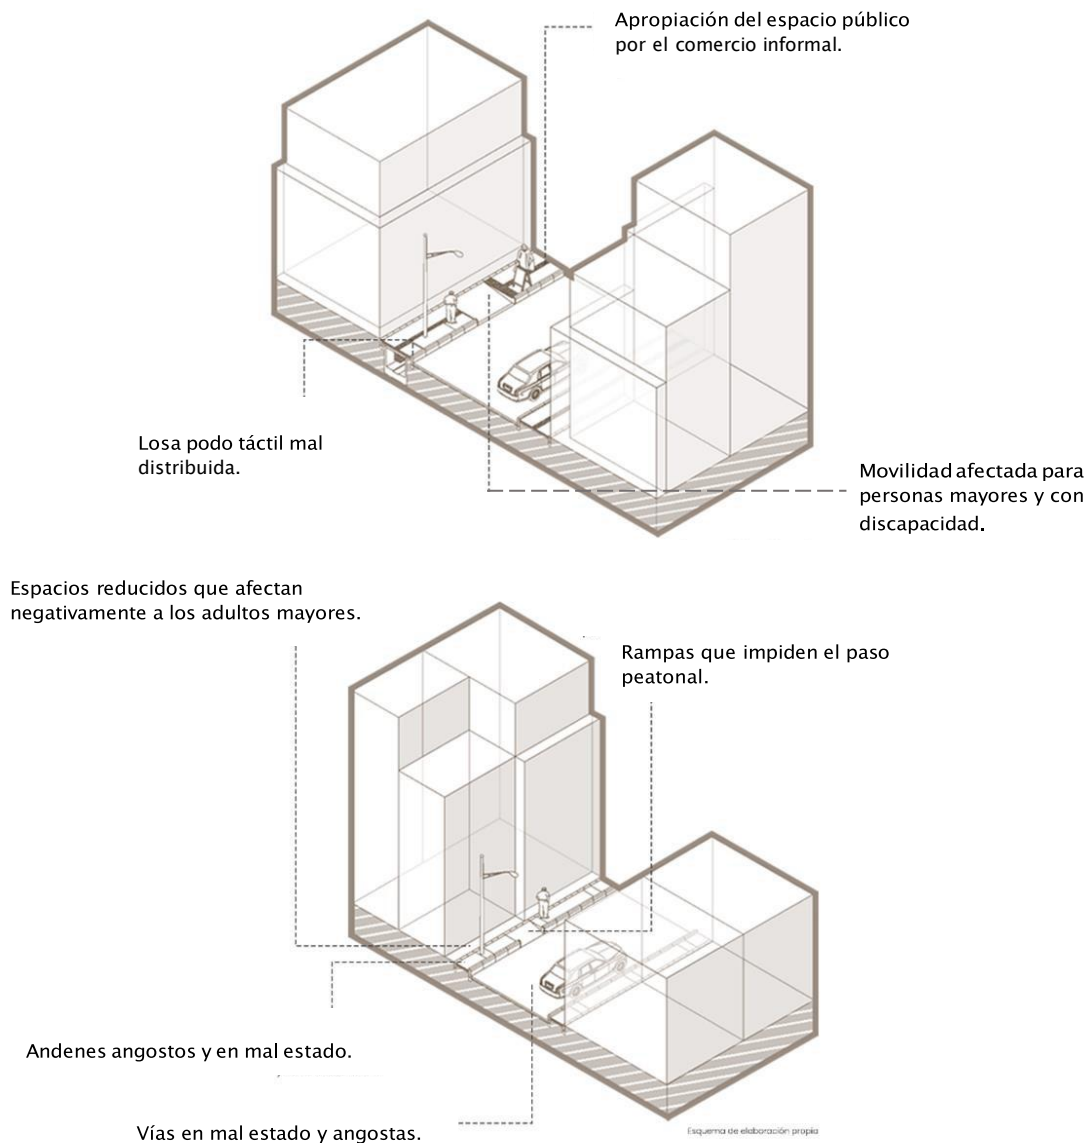 Apropiación del espacio público
por el comercio informal.
Losa podo táctil mal
distribuida.
Movilidad afectada para
personas mayores y con
discapacidad.
Espacios reducidos que afectan
negativamente a los adultos mayores.
Rampas que impiden el paso
peatonal.
Andenes angostos y en mal estado.
Vías en mal estado y angostas.
Esquema de elaboración propia